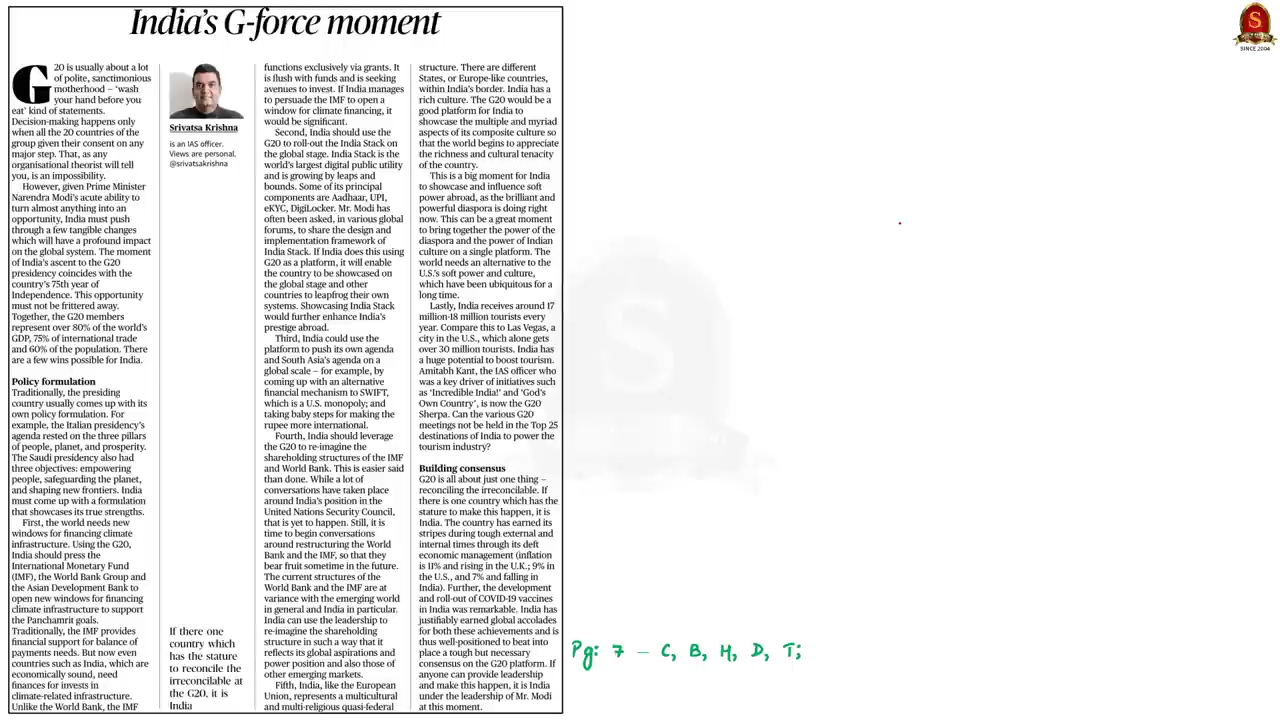 India's G-force moment
G
20 is usually about a lot
of polite, sanctimonious
motherhood – 'wash
your hand before you
eat' kind of statements.
Decision-making happens only
when all the 20 countries of the
group given their consent on any
major step. That, as any
organisational theorist will tell
you, is an impossibility.
However, given Prime Minister
Narendra Modi's acute ability to
turn almost anything into an
opportunity, India must push
through a few tangible changes
which will have a profound impact
on the global system. The moment
of India's ascent to the G20
presidency coincides with the
country's 75th year of
Independence. This opportunity
must not be frittered away.
Together, the G20 members
represent over 80% of the world's
GDP, 75% of international trade
and 60% of the population. There
are a few wins possible for India.
Policy formulation
Traditionally, the presiding
country usually comes up with its
own policy formulation. For
example, the Italian presidency's
agenda rested on the three pillars
of people, planet, and prosperity.
The Saudi presidency also had
three objectives: empowering
people, safeguarding the planet,
and shaping new frontiers. India
must come up with a formulation
that showcases its true strengths.
First, the world needs new
windows for financing climate
infrastructure. Using the G20,
India should press the
International Monetary Fund
(IMF), the World Bank Group and
the Asian Development Bank to
open new windows for financing
climate infrastructure to support
the Panchamrit goals.
Traditionally, the IMF provides
financial support for balance of
payments needs. But now even
countries such as India, which are
economically sound, need
finances for invests in
climate-related infrastructure.
Unlike the World Bank, the IMF
Srivatsa Krishna
is an IAS officer.
Views are personal.
@srivatsakrishna
If there one
country which
has the stature
to reconcile the
irreconcilable at
the G20, it is
India
functions exclusively via grants. It
is flush with funds and is seeking
avenues to invest. If India manages
to persuade the IMF to open a
window for climate financing, it
would be significant.
Second, India should use the
G20 to roll-out the India Stack on
the global stage. India Stack is the
world's largest digital public utility
and is growing by leaps and
bounds. Some of its principal
components are Aadhaar, UPI,
eKYC, DigiLocker. Mr. Modi has
often been asked, in various global
forums, to share the design and
implementation framework of
India Stack. If India does this using
G20 as a platform, it will enable
the country to be showcased on
the global stage and other
countries to leapfrog their own
systems. Showcasing India Stack
would further enhance India's
prestige abroad.
Third, India could use the
platform to push its own agenda
and South Asia's agenda on a
global scale – for example, by
coming up with an alternative
financial mechanism to SWIFT,
which is a U.S. monopoly; and
taking baby steps for making the
rupee more international.
Fourth, India should leverage
the G20 to re-imagine the
shareholding structures of the IMF
and World Bank. This is easier said
than done. While a lot of
conversations have taken place
around India's position in the
United Nations Security Council,
that is yet to happen. Still, it is
time to begin conversations
around restructuring the World
Bank and the IMF, so that they
bear fruit sometime in the future.
The current structures of the
World Bank and the IMF are at
variance with the emerging world
in general and India in particular.
India can use the leadership to
re-imagine the shareholding
structure in such a way that it
reflects its global aspirations and
power position and also those of
other emerging markets.
Fifth, India, like the European
Union, represents a multicultural
and multi-religious quasi-federal
structure. There are different
States, or Europe-like countries,
within India's border. India has a
rich culture. The G20 would be a
good platform for India to
showcase the multiple and myriad
aspects of its composite culture so
that the world begins to appreciate
the richness and cultural tenacity
of the country.
This is a big moment for India
to showcase and influence soft
power abroad, as the brilliant and
powerful diaspora is doing right
now. This can be a great moment
to bring together the power of the
diaspora and the power of Indian
culture on a single platform. The
world needs an alternative to the
U.S.'s soft power and culture,
which have been ubiquitous for a
long time.
Lastly, India receives around 17
million-18 million tourists every
year. Compare this to Las Vegas, a
city in the U.S., which alone gets
over 30 million tourists. India has
a huge potential to boost tourism.
Amitabh Kant, the IAS officer who
was a key driver of initiatives such
as 'Incredible India!' and 'God's
Own Country', is now the G20
Sherpa. Can the various G20
meetings not be held in the Top 25
destinations of India to power the
tourism industry?
Building consensus
G20 is all about just one thing –
reconciling the irreconcilable. If
there is one country which has the
stature to make this happen, it is
India. The country has earned its
stripes during tough external and
internal times through its deft
economic management (inflation
is 11% and rising in the U.K.; 9% in
the U.S., and 7% and falling in
India). Further, the development
and roll-out of COVID-19 vaccines
in India was remarkable. India has
justifiably earned global accolades
for both these achievements and is
thus well-positioned to beat into
place a tough but necessary
consensus on the G20 platform. If
anyone can provide leadership
and make this happen, it is India
under the leadership of Mr. Modi
at this moment.
Pg: 7 – C, B, H, D, T;
S
SINCE 2004